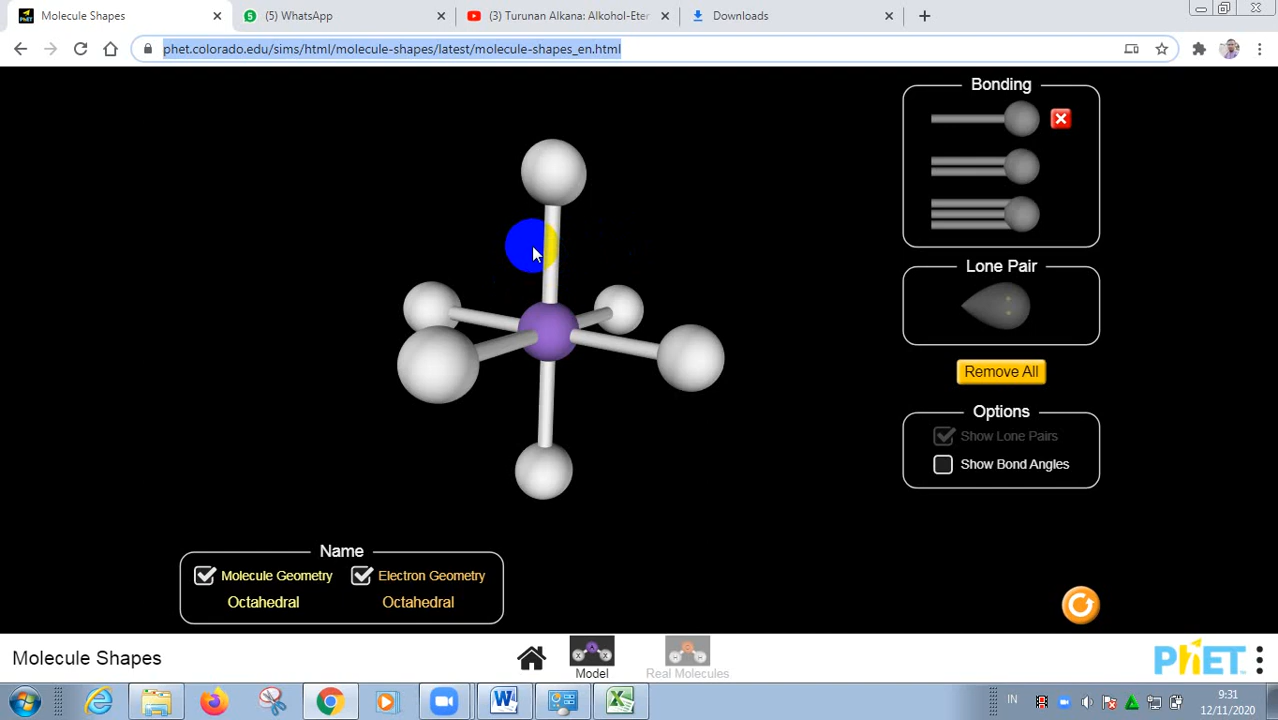 Molecule Shapes
(5) WhatsApp
(3) Turunan Alkana: Alkohol-Eter
Downloads
phet.colorado.edu/sims/html/molecule-shapes/latest/molecule-shapes_en.html
Bonding
Lone Pair
Remove All
Options
Show Lone Pairs
Show Bond Angles
Name
Molecule Geometry
Electron Geometry
Octahedral
Octahedral
Molecule Shapes
Model
Real Molecules
PhET
IN
9:31
12/11/2020